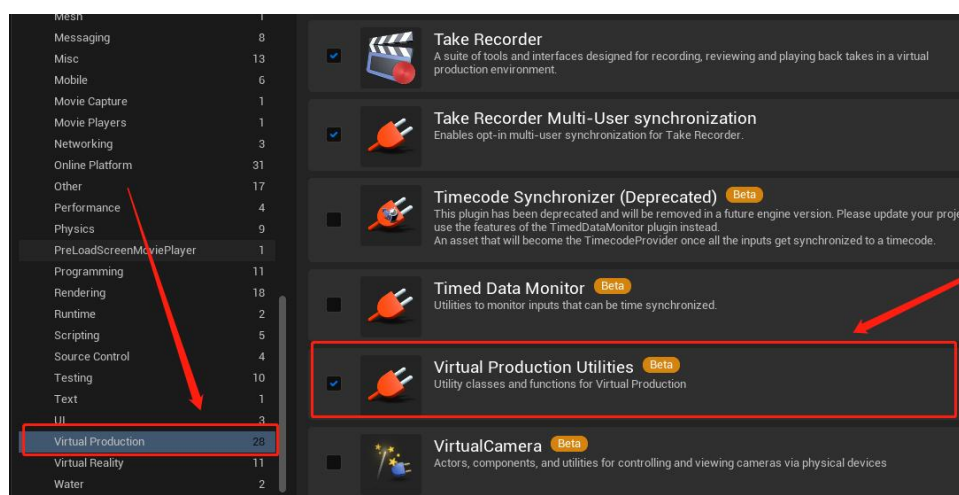 Mesh 1
Messaging 8
Misc 13
Mobile 6
Movie Capture 1
Movie Players 1
Networking 3
Online Platform 31
Other 17
Performance 4
Physics 9
PreLoadScreenMoviePlayer 1
Programming 11
Rendering 18
Runtime 2
Scripting 5
Source Control 4
Testing 10
Text 1
UI 3
Virtual Production 28
Virtual Reality 11
Water 2
Take Recorder
A suite of tools and interfaces designed for recording, reviewing and playing back takes in a virtual
production environment.
Take Recorder Multi-User synchronization
Enables opt-in multi-user synchronization for Take Recorder.
Timecode Synchronizer (Deprecated) Beta
This plugin has been deprecated and will be removed in a future engine version. Please update your proje
use the features of the TimedDataMonitor plugin instead.
An asset that will become the TimecodeProvider once all the inputs get synchronized to a timecode.
Timed Data Monitor Beta
Utilities to monitor inputs that can be time synchronized.
Virtual Production Utilities Beta
Utility classes and functions for Virtual Production
VirtualCamera Beta
Actors, components, and utilities for controlling and viewing cameras via physical devices